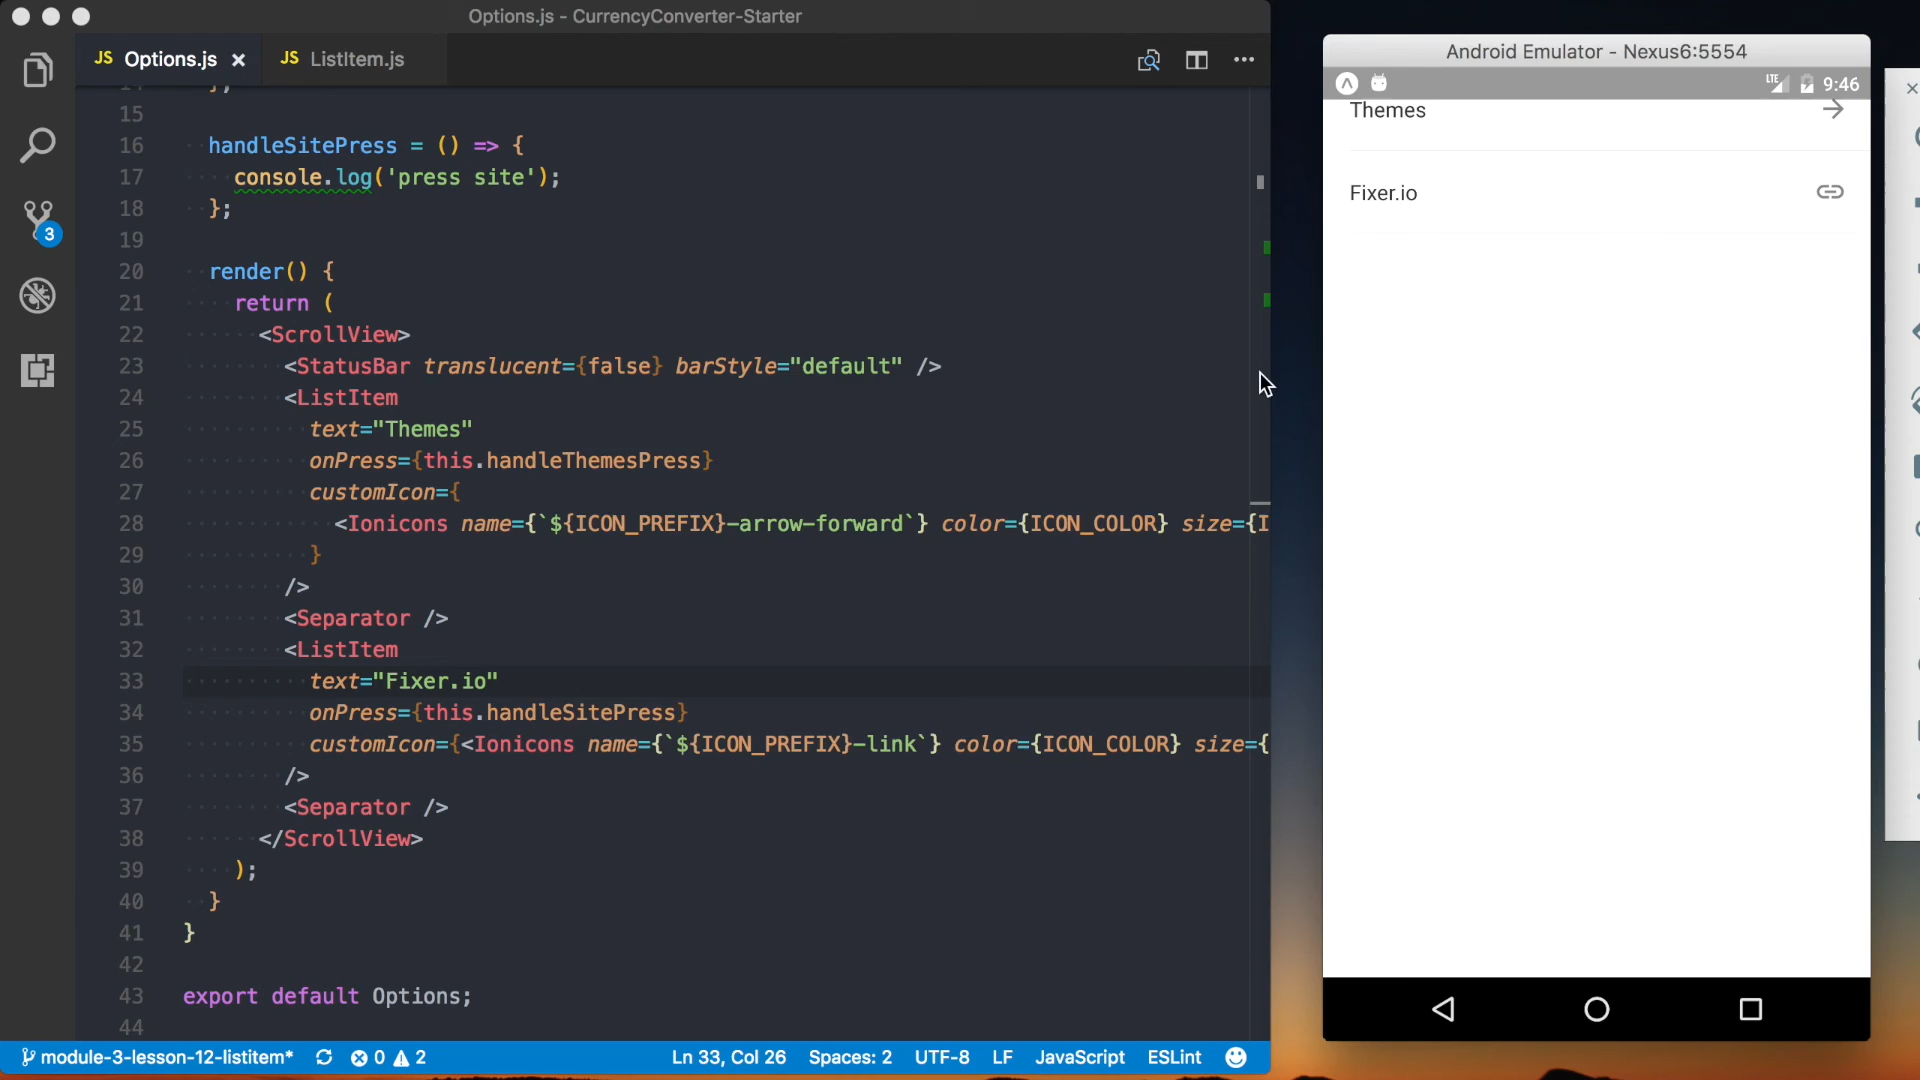 Options.js - CurrencyConverter-Starter
JS Options.js ×
JS ListItem.js
15
16 handleSitePress = () => {
17 console.log('press site');
18 };
19
20 render() {
21 return (
22 <ScrollView>
23 <StatusBar translucent={false} barStyle="default" />
24 <ListItem
25 text="Themes"
26 onPress={this.handleThemesPress}
27 customIcon={
28 <Ionicons name={`${ICON_PREFIX}-arrow-forward`} color={ICON_COLOR} size={I
29 }
30 />
31 <Separator />
32 <ListItem
33 text="Fixer.io"
34 onPress={this.handleSitePress}
35 customIcon={<Ionicons name={`${ICON_PREFIX}-link`} color={ICON_COLOR} size={
36 />
37 <Separator />
38 </ScrollView>
39 );
40 }
41 }
42
43 export default Options;
44
3
module-3-lesson-12-listitem* 0 2 Ln 33, Col 26 Spaces: 2 UTF-8 LF JavaScript ESLint
Android Emulator - Nexus6:5554
LTE 9:46
Themes
Fixer.io